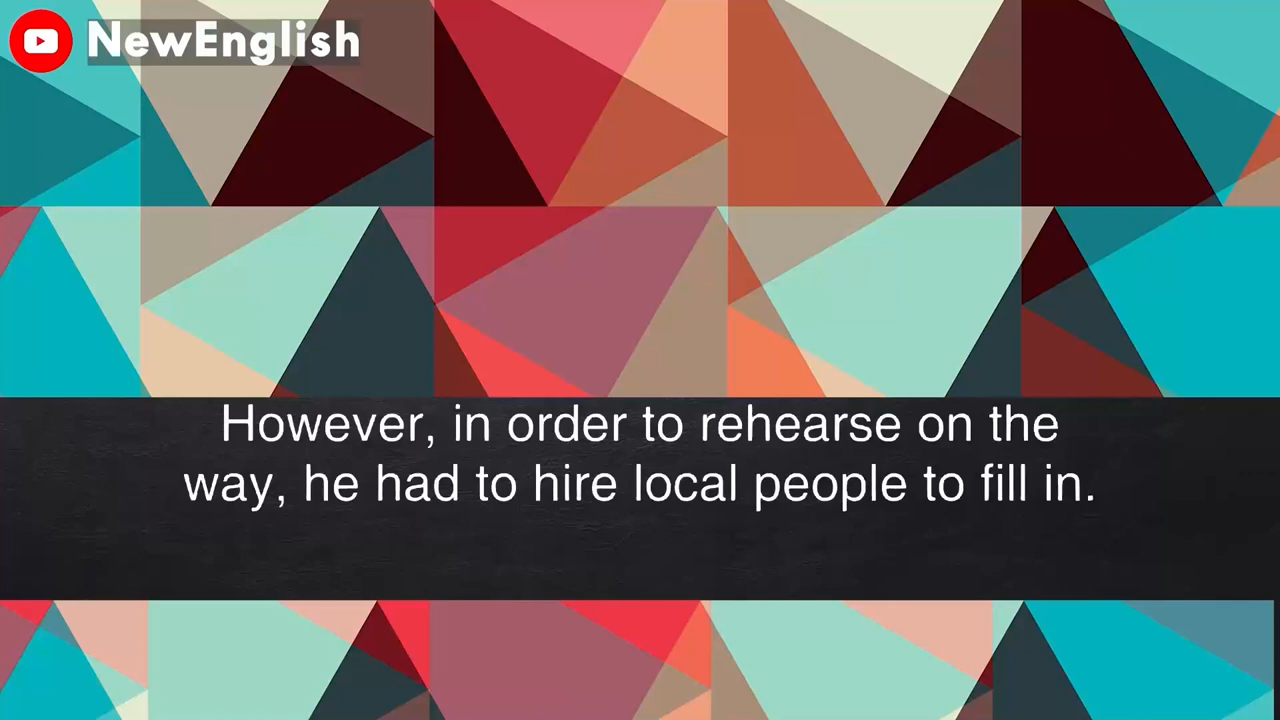 NewEnglish
However, in order to rehearse on the
way, he had to hire local people to fill in.